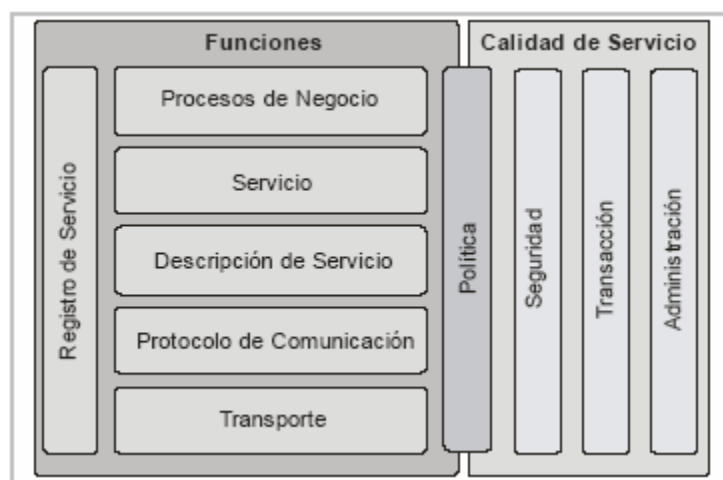 Funciones
Calidad de Servicio
Registro de Servicio
Procesos de Negocio
Servicio
Descripción de Servicio
Protocolo de Comunicación
Transporte
Política
Seguridad
Transacción
Administración